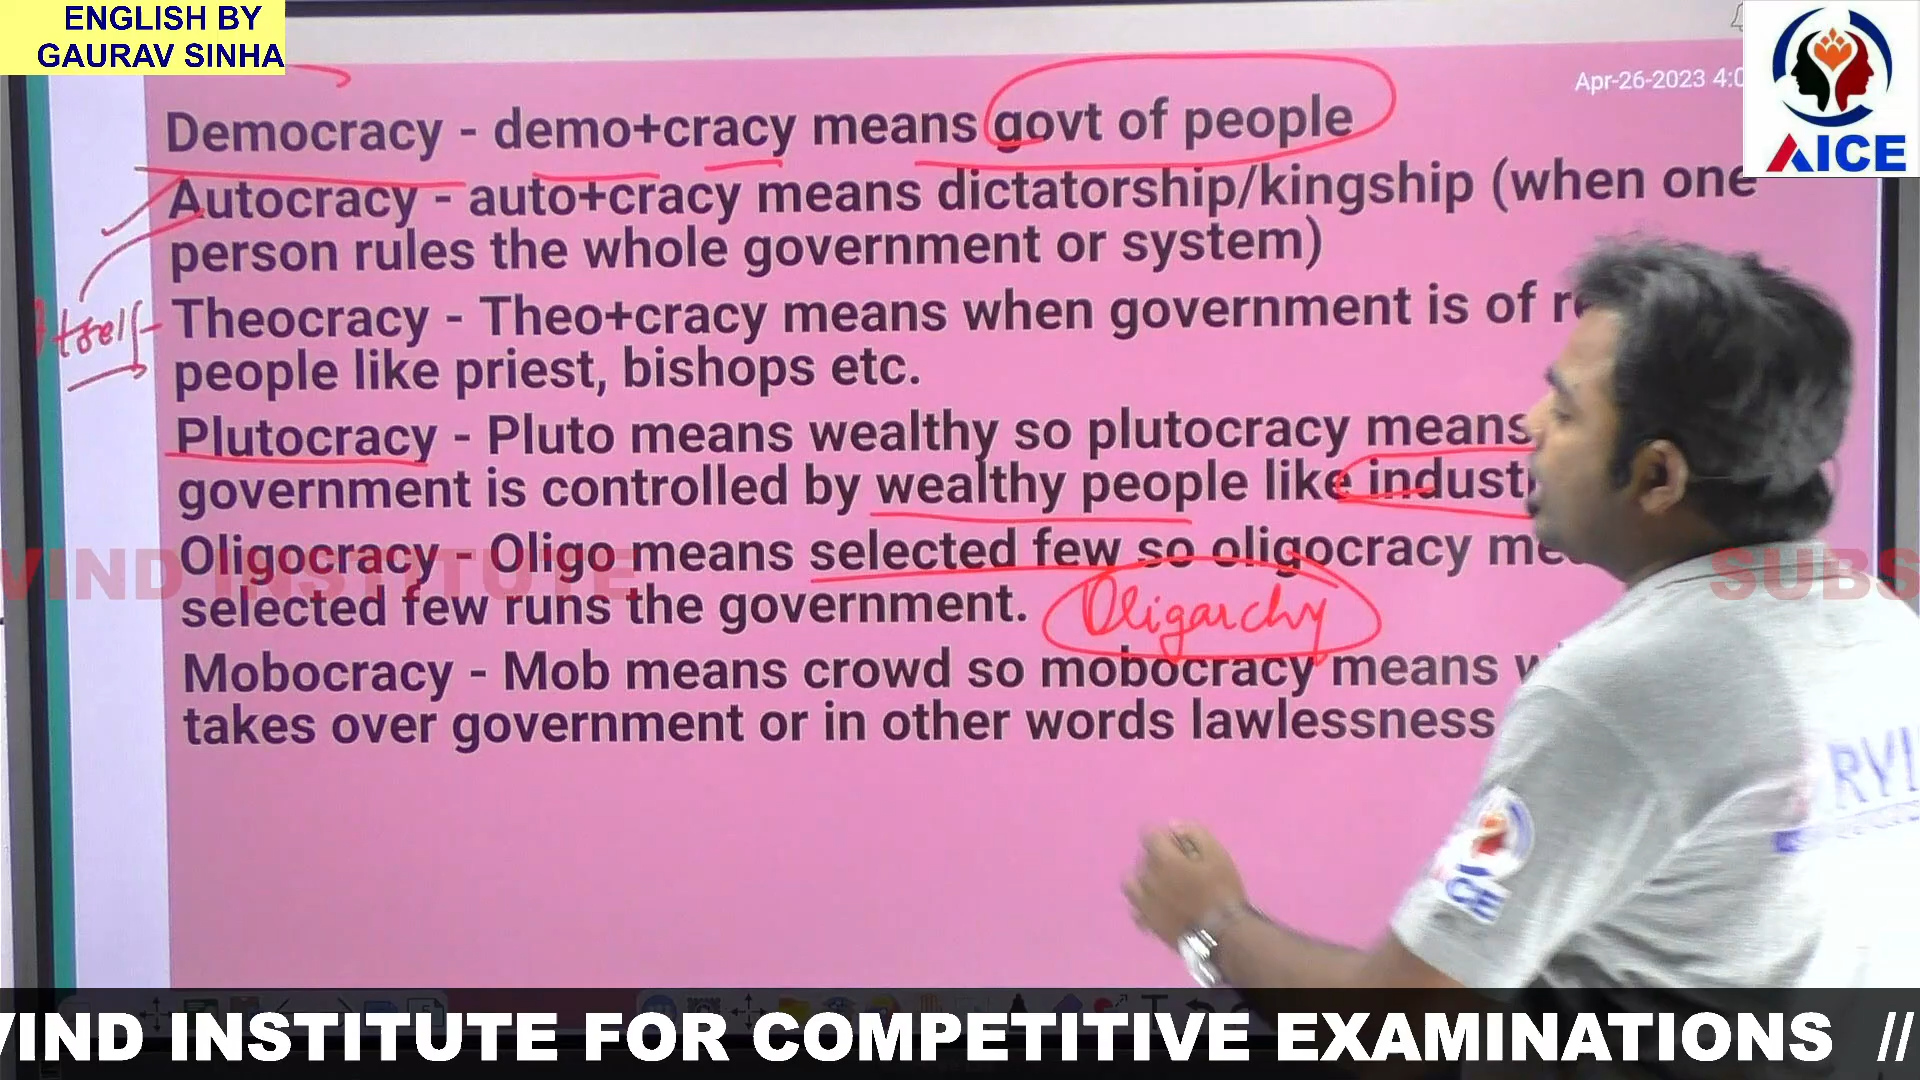 ENGLISH BY
GAURAV SINHA
Apr-26-2023
AICE
Democracy - demo+cracy means govt of people
Autocracy - auto+cracy means dictatorship/kingship (when one
person rules the whole government or system)
Itself
Theocracy - Theo+cracy means when government is of
people like priest, bishops etc.
Plutocracy - Pluto means wealthy so plutocracy means
government is controlled by wealthy people like
Oligocracy - Oligo means selected few so oligocracy
VIND INSTITUTE
SUBS
selected few runs the government.
Oligarchy
Mobocracy - Mob means crowd so mobocracy means
takes over government or in other words lawlessness
RVI
CE
VIND INSTITUTE FOR COMPETITIVE EXAMINATIONS //